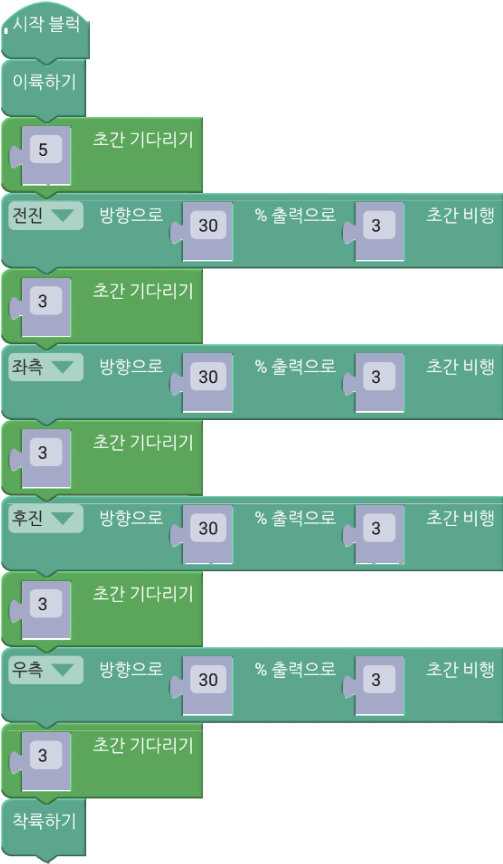 시작 블럭
이륙하기
5 초간 기다리기
전진 방향으로 30 % 출력으로 3 초간 비행
3 초간 기다리기
좌측 방향으로 30 % 출력으로 3 초간 비행
3 초간 기다리기
후진 방향으로 30 % 출력으로 3 초간 비행
3 초간 기다리기
우측 방향으로 30 % 출력으로 3 초간 비행
3 초간 기다리기
착륙하기